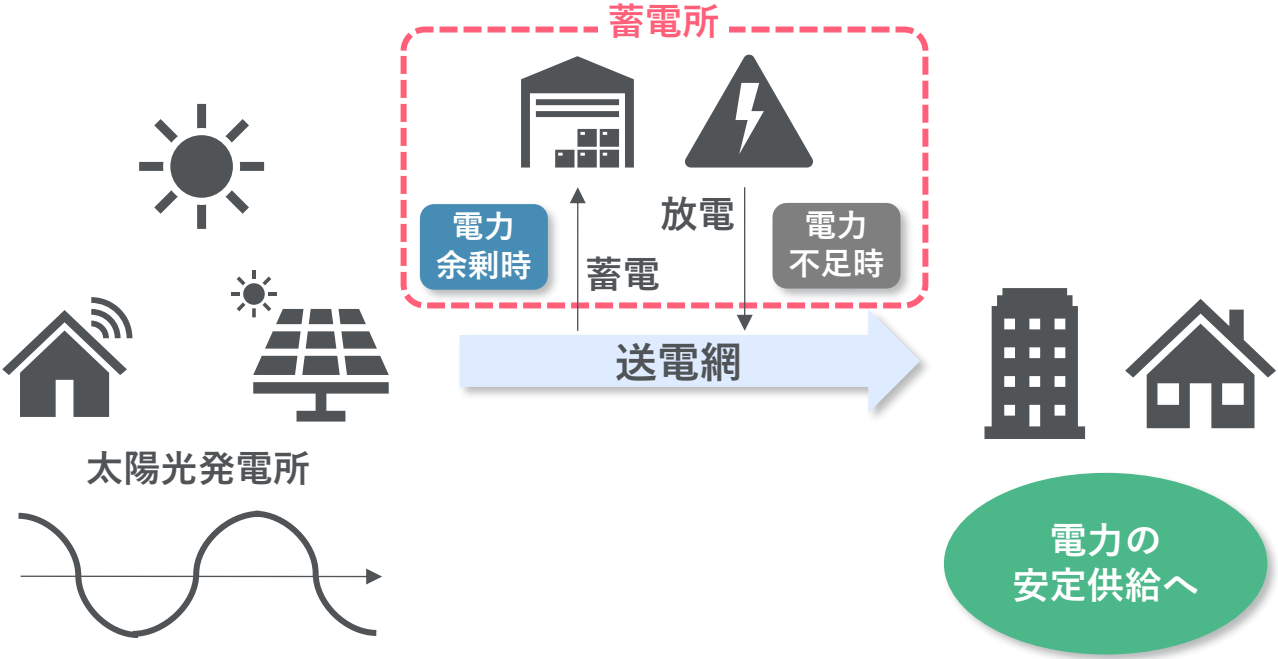 蓄電所
放電
電力
余剰時
電力
不足時
蓄電
送電網
太陽光発電所
電力の
安定供給へ